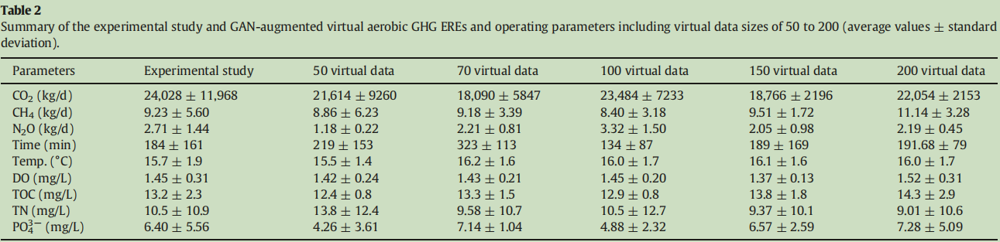 Table 2
Summary of the experimental study and GAN-augmented virtual aerobic GHG EREs and operating parameters including virtual data sizes of 50 to 200 (average values ± standard
deviation).
Parameters Experimental study 50 virtual data 70 virtual data 100 virtual data 150 virtual data 200 virtual data
CO₂ (kg/d) 24,028 ± 11,968 21,614 ± 9260 18,090 ± 5847 23,484 ± 7233 18,766 ± 2196 22,054 ± 2153
CH₄ (kg/d) 9.23 ± 5.60 8.86 ± 6.23 9.18 ± 3.39 8.40 ± 3.18 9.51 ± 1.72 11.14 ± 3.28
N₂O (kg/d) 2.71 ± 1.44 1.18 ± 0.22 2.21 ± 0.81 3.32 ± 1.50 2.05 ± 0.98 2.19 ± 0.45
Time (min) 184 ± 161 219 ± 153 323 ± 113 134 ± 87 189 ± 169 191.68 ± 79
Temp. (°C) 15.7 ± 1.9 15.5 ± 1.4 16.2 ± 1.6 16.0 ± 1.7 16.1 ± 1.6 16.0 ± 1.7
DO (mg/L) 1.45 ± 0.31 1.42 ± 0.24 1.43 ± 0.21 1.45 ± 0.20 1.37 ± 0.13 1.52 ± 0.31
TOC (mg/L) 13.2 ± 2.3 12.4 ± 0.8 13.3 ± 1.5 12.9 ± 0.8 13.8 ± 1.8 14.3 ± 2.9
TN (mg/L) 10.5 ± 10.9 13.8 ± 12.4 9.58 ± 10.7 10.5 ± 12.7 9.37 ± 10.1 9.01 ± 10.6
PO₄³⁻ (mg/L) 6.40 ± 5.56 4.26 ± 3.61 7.14 ± 1.04 4.88 ± 2.32 6.57 ± 2.59 7.28 ± 5.09